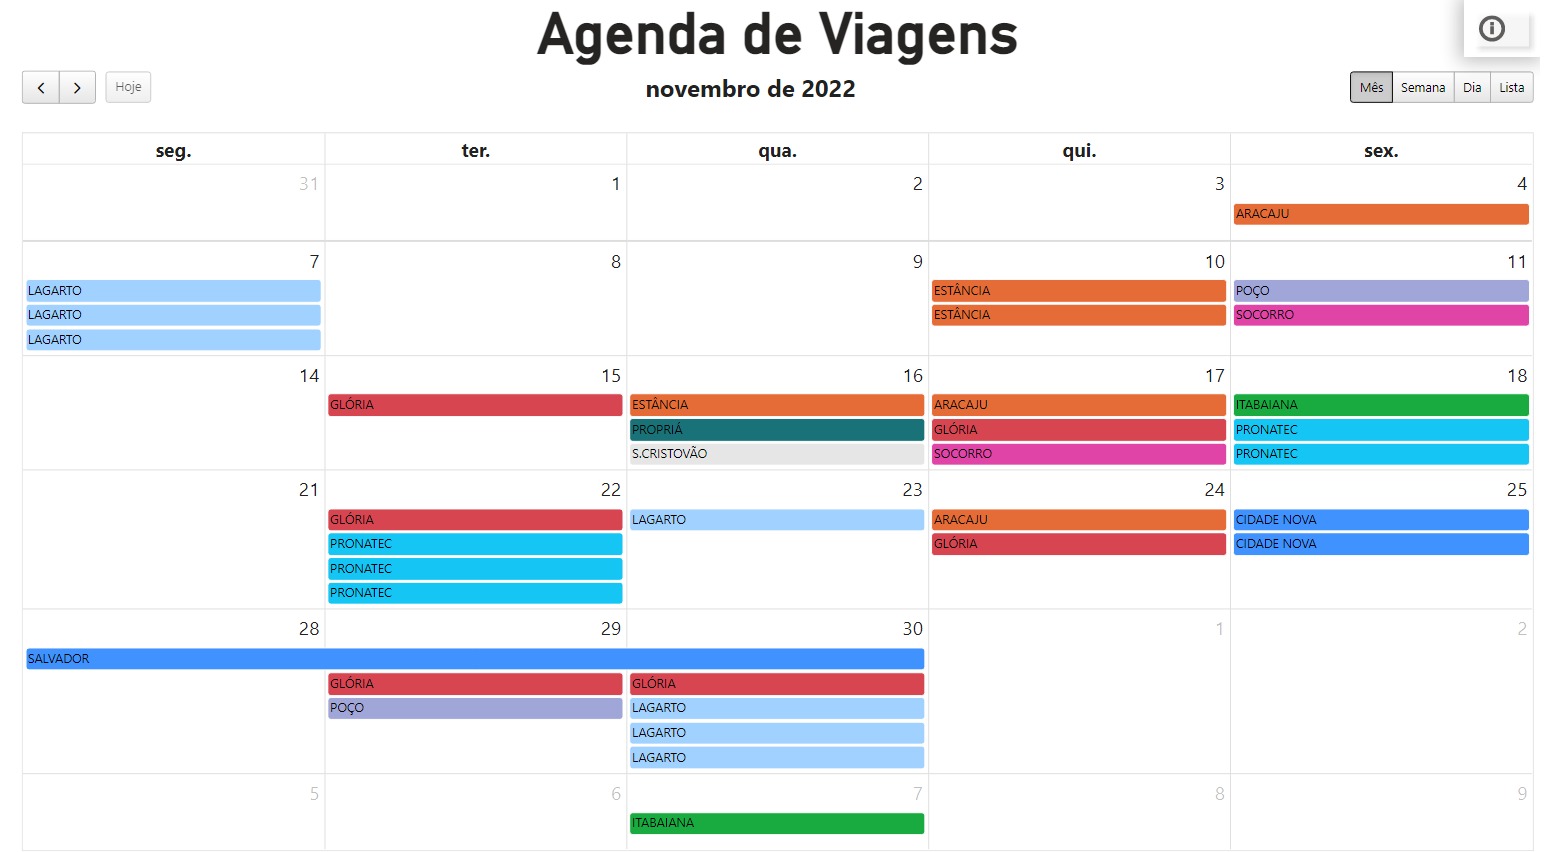 Agenda de Viagens
Hoje
novembro de 2022
Mês Semana Dia Lista
seg. ter. qua. qui. sex.
31 1 2 3 4
ARACAJU
7 8 9 10 11
LAGARTO ESTÂNCIA POÇO
LAGARTO ESTÂNCIA SOCORRO
LAGARTO
14 15 16 17 18
GLÓRIA ESTÂNCIA ARACAJU ITABAIANA
PROPRIÁ GLÓRIA PRONATEC
S.CRISTOVÃO SOCORRO PRONATEC
21 22 23 24 25
GLÓRIA LAGARTO ARACAJU CIDADE NOVA
PRONATEC GLÓRIA CIDADE NOVA
PRONATEC
PRONATEC
28 29 30 1 2
SALVADOR
GLÓRIA GLÓRIA
POÇO LAGARTO
LAGARTO
LAGARTO
5 6 7 8 9
ITABAIANA